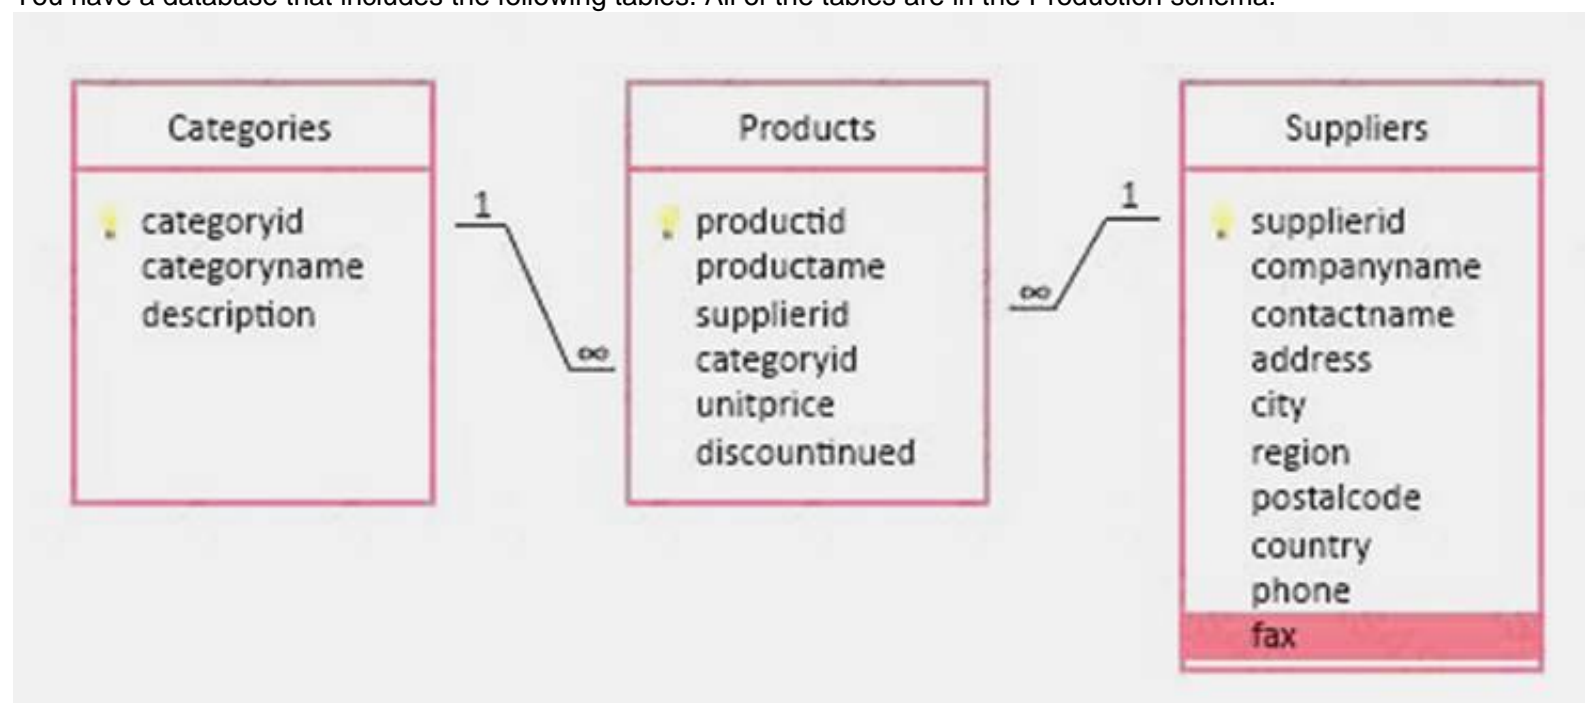 You have a database that includes the following tables. All of the tables are in the Production schema.
Categories
categoryid
categoryname
description
1
∞
Products
productid
productame
supplierid
categoryid
unitprice
discountinued
1
∞
Suppliers
supplierid
companyname
contactname
address
city
region
postalcode
country
phone
fax